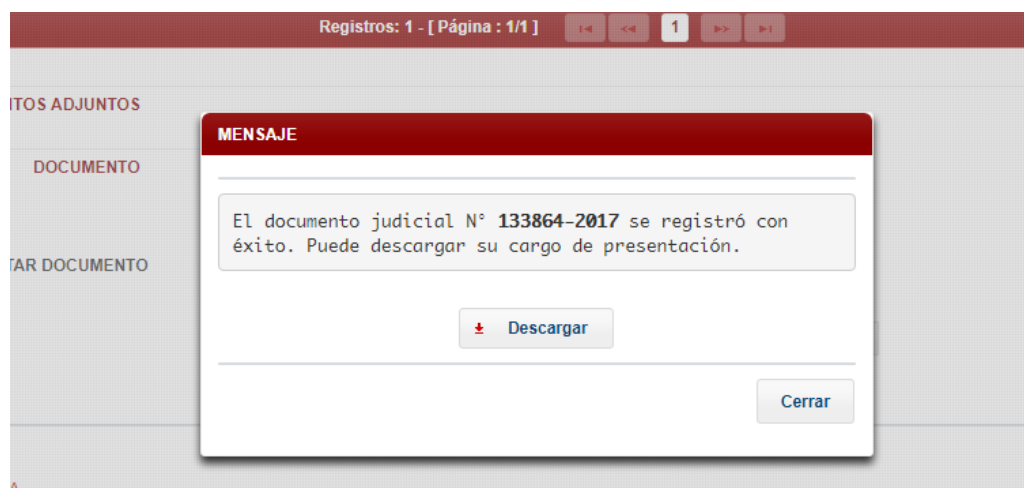 Registros: 1 - [ Página : 1/1 ]
1
ITOS ADJUNTOS
MENSAJE
DOCUMENTO
El documento judicial N° 133864-2017 se registró con
éxito. Puede descargar su cargo de presentación.
TAR DOCUMENTO
Descargar
Cerrar